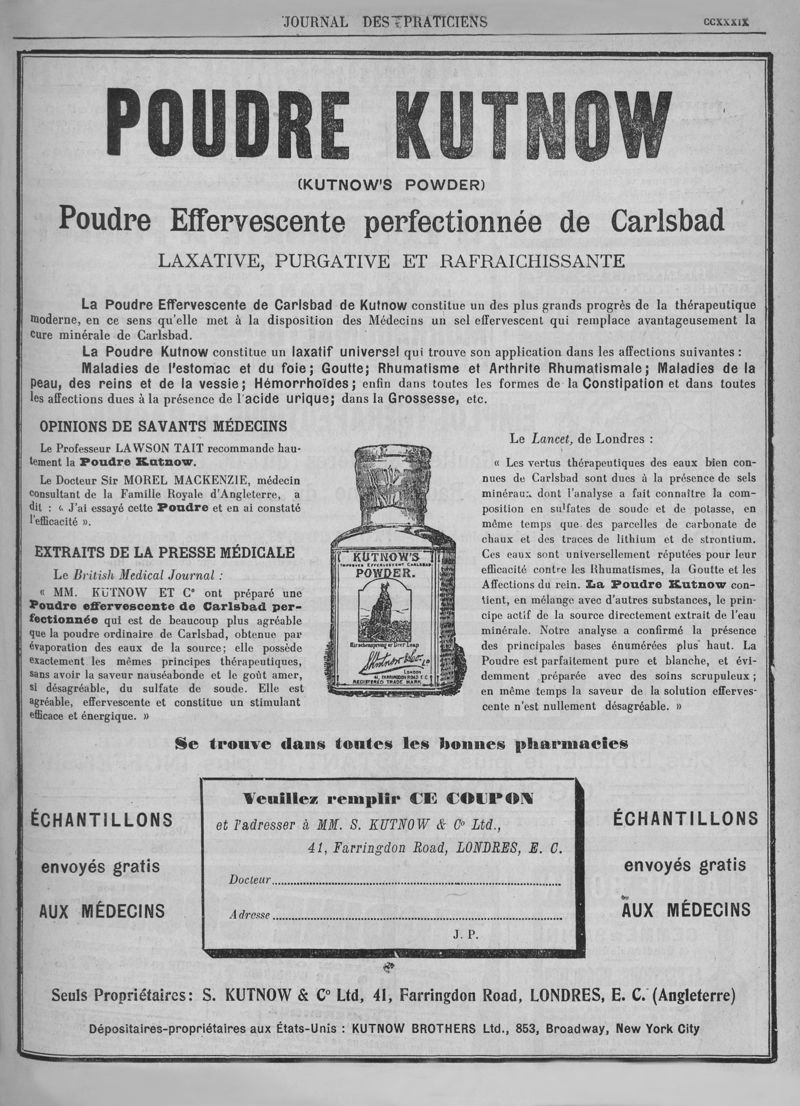 JOURNAL DES PRATICIENS
CCXXXIX
POUDRE KUTNOW
(KUTNOW'S POWDER)
Poudre Effervescente perfectionnée de Carlsbad
LAXATIVE, PURGATIVE ET RAFRAICHISSANTE
La Poudre Effervescente de Carlsbad de Kutnow constitue un des plus grands progrès de la thérapeutique
moderne, en ce sens qu'elle met à la disposition des Médecins un sel effervescent qui remplace avantageusement la
cure minérale de Carlsbad.
La Poudre Kutnow constitue un laxatif universel qui trouve son application dans les affections suivantes :
Maladies de l'estomac et du foie; Goutte; Rhumatisme et Arthrite Rhumatismale; Maladies de la
peau, des reins et de la vessie; Hémorrhoïdes; enfin dans toutes les formes de la Constipation et dans toutes
les affections dues à la présence de l'acide urique; dans la Grossesse, etc.
OPINIONS DE SAVANTS MÉDECINS
Le Professeur LAWSON TAIT recommande hau-
tement la Poudre Kutnow.
Le Docteur Sir MOREL MACKENZIE, médecin
consultant de la Famille Royale d'Angleterre, a
dit : « J'ai essayé cette Poudre et en ai constaté
l'efficacité ».
EXTRAITS DE LA PRESSE MÉDICALE
Le British Medical Journal :
« MM. KUTNOW ET Cº ont préparé une
Poudre effervescente de Carlsbad per-
fectionnée qui est de beaucoup plus agréable
que la poudre ordinaire de Carlsbad, obtenue par
évaporation des eaux de la source; elle possède
exactement les mêmes principes thérapeutiques,
sans avoir la saveur nauséabonde et le goût amer,
si désagréable, du sulfate de soude. Elle est
agréable, effervescente et constitue un stimulant
efficace et énergique. »
KUTNOW'S
IMPROVED EFFERVESCENT CARLSBAD
POWDER.
Hirschensprung or Deer Leap
S. Kutnow & Co. Ld
LONDON
41, FARRINGDON ROAD E.C.
REGISTERED TRADE MARK
Le Lancet, de Londres :
« Les vertus thérapeutiques des eaux bien con-
nues de Carlsbad sont dues à la présence de sels
minéraux dont l'analyse a fait connaître la com-
position en sulfates de soude et de potasse, en
même temps que des parcelles de carbonate de
chaux et des traces de lithium et de strontium.
Ces eaux sont universellement réputées pour leur
efficacité contre les Rhumatismes, la Goutte et les
Affections du rein. La Poudre Kutnow con-
tient, en mélange avec d'autres substances, le prin-
cipe actif de la source directement extrait de l'eau
minérale. Notre analyse a confirmé la présence
des principales bases énumérées plus haut. La
Poudre est parfaitement pure et blanche, et évi-
demment préparée avec des soins scrupuleux;
en même temps la saveur de la solution efferves-
cente n'est nullement désagréable. »
Se trouve dans toutes les bonnes pharmacies
ÉCHANTILLONS
envoyés gratis
AUX MÉDECINS
Veuillez remplir CE COUPON
et l'adresser à MM. S. KUTNOW & Cº Ltd.,
41, Farringdon Road, LONDRES, E. C.
Docteur
Adresse
J. P.
ÉCHANTILLONS
envoyés gratis
AUX MÉDECINS
Seuls Propriétaires: S. KUTNOW & Cº Ltd, 41, Farringdon Road, LONDRES, E. C. (Angleterre)
Dépositaires-propriétaires aux États-Unis : KUTNOW BROTHERS Ltd., 853, Broadway, New York City